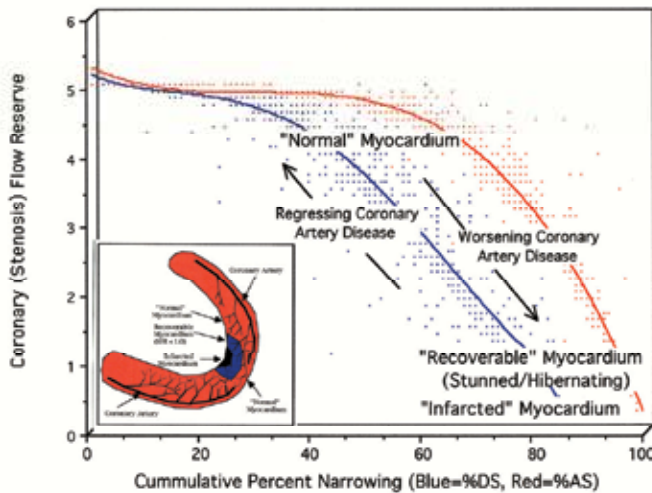 6
5
4
3
2
1
0
Coronary (Stenosis) Flow Reserve
"Normal" Myocardium
Regressing Coronary
Artery Disease
Worsening Coronary
Artery Disease
"Recoverable" Myocardium
(Stunned/Hibernating)
"Infarcted" Myocardium
Coronary Artery
"Normal"
Myocardium
Recoverable
Myocardium
Infarcted
Myocardium
Coronary Artery
"Normal"
Myocardium
0 20 40 60 80 100
Cummulative Percent Narrowing (Blue=%DS, Red=%AS)